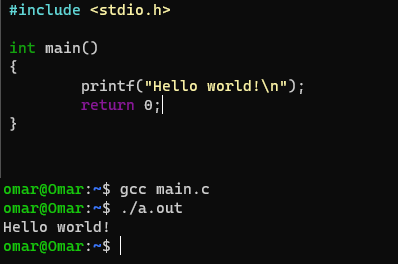 #include <stdio.h>
int main()
{
        printf("Hello world!\n");
        return 0;
}
omar@Omar:~$ gcc main.c
omar@Omar:~$ ./a.out
Hello world!
omar@Omar:~$